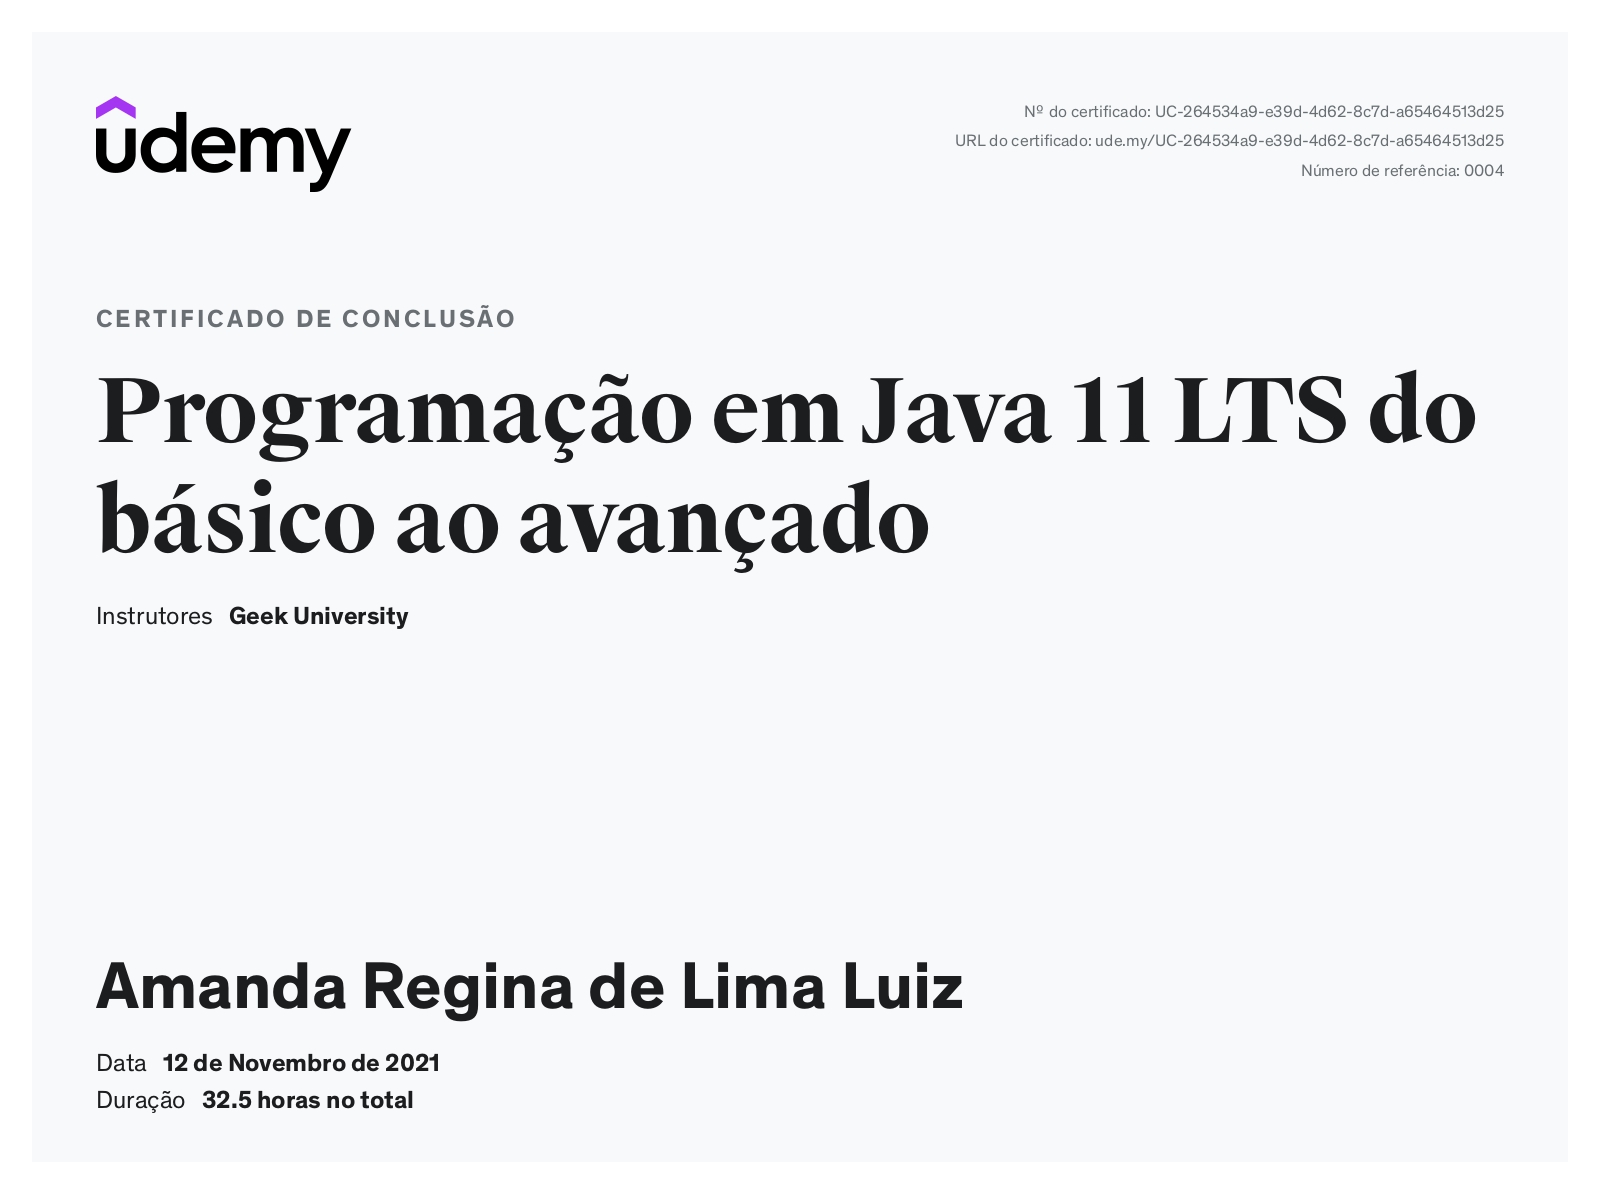 udemy
Nº do certificado: UC-264534a9-e39d-4d62-8c7d-a65464513d25
URL do certificado: ude.my/UC-264534a9-e39d-4d62-8c7d-a65464513d25
Número de referência: 0004
CERTIFICADO DE CONCLUSÃO
Programação em Java 11 LTS do
básico ao avançado
Instrutores Geek University
Amanda Regina de Lima Luiz
Data 12 de Novembro de 2021
Duração 32.5 horas no total